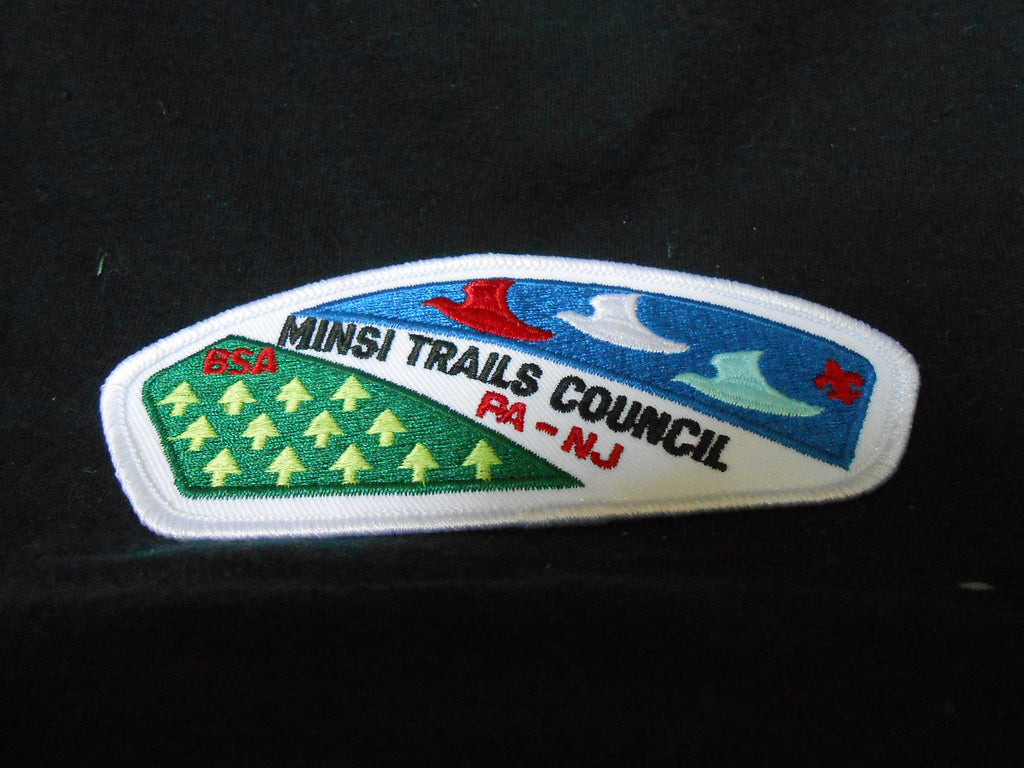 BSA
MINSI TRAILS COUNCIL
PA - NJ